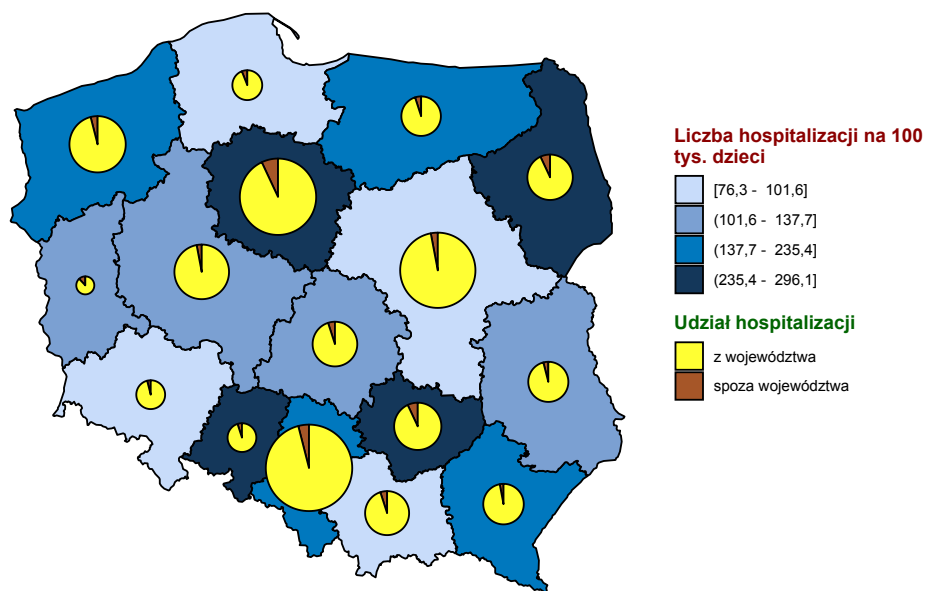 Liczba hospitalizacji na 100
tys. dzieci
[76,3 - 101,6]
(101,6 - 137,7]
(137,7 - 235,4]
(235,4 - 296,1]
Udział hospitalizacji
z województwa
spoza województwa